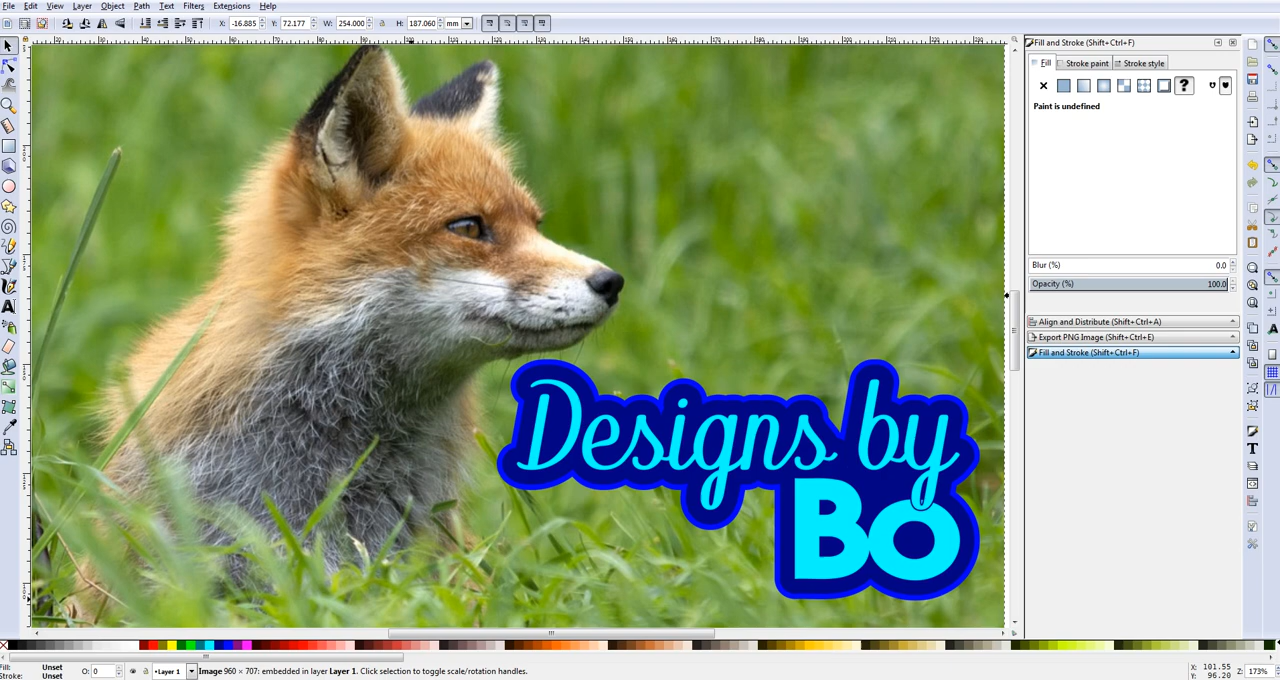 File Edit View Layer Object Path Text Filters Extensions Help
X: -16.885 Y: 72.177 W: 254.000 H: 187.060 mm
Fill and Stroke (Shift+Ctrl+F)
Fill Stroke paint Stroke style
?
Paint is undefined
Blur (%) 0.0
Opacity (%) 100.0
Align and Distribute (Shift+Ctrl+A)
Export PNG Image (Shift+Ctrl+E)
Fill and Stroke (Shift+Ctrl+F)
Designs by
BO
Fill: Unset
Stroke: Unset
O: 0
•Layer 1
Image 960 × 707: embedded in layer Layer 1. Click selection to toggle scale/rotation handles.
X: 101.55
Y: 96.20
Z: 173%